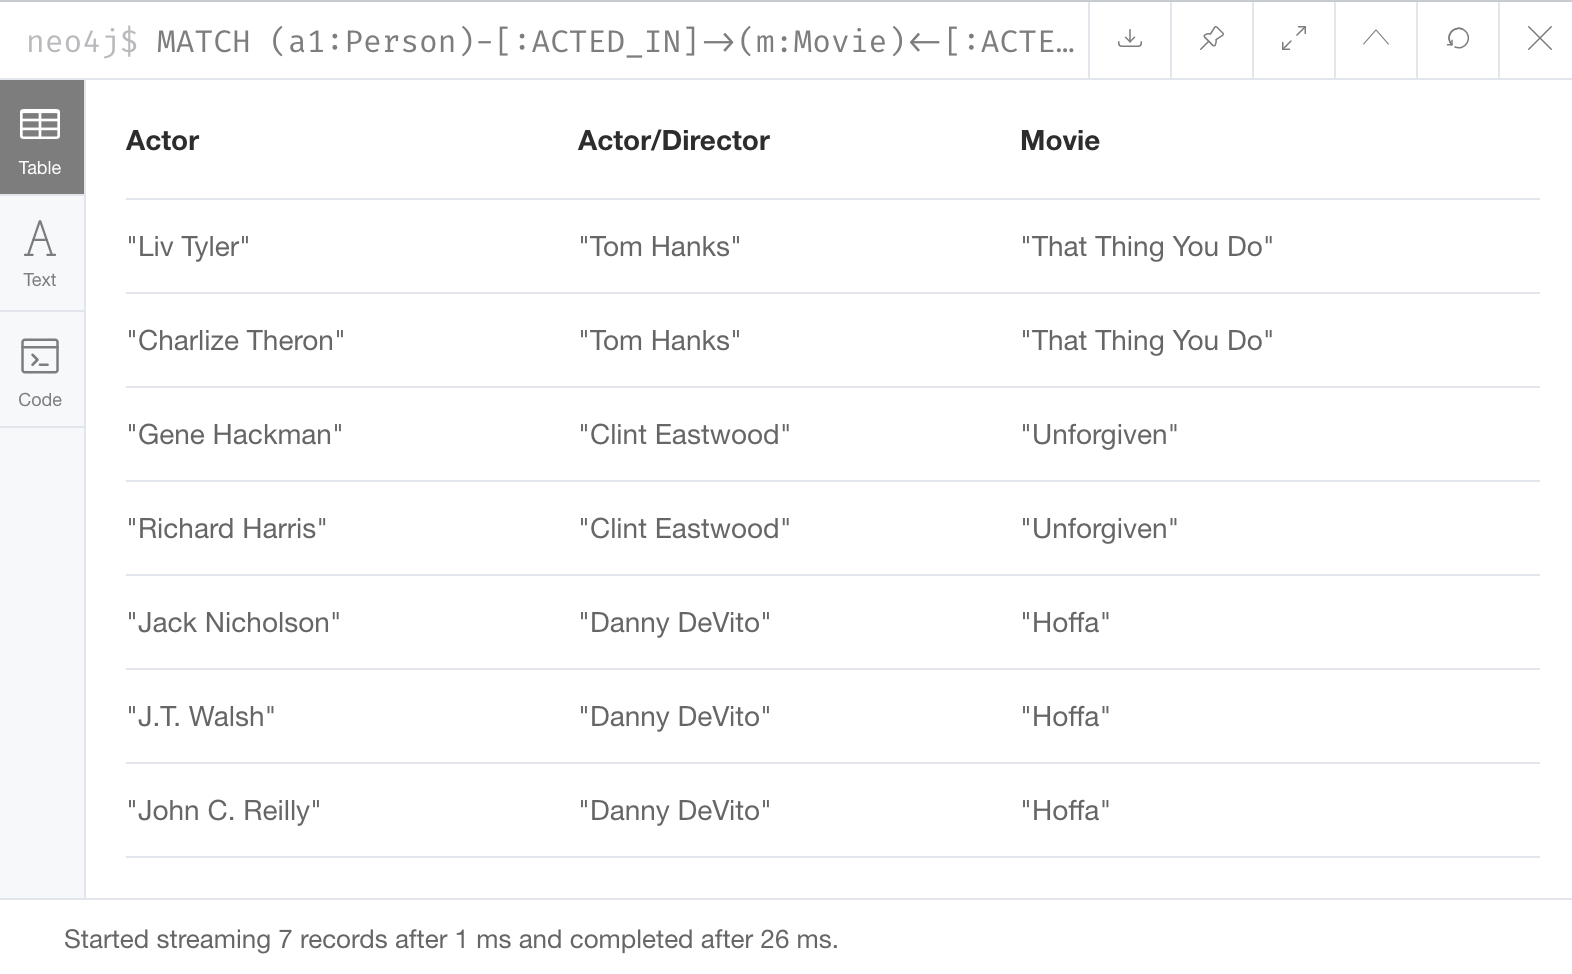 neo4j$ MATCH (a1:Person)-[:ACTED_IN]->(m:Movie)<-[:ACTE…
Table
Text
Code
Actor Actor/Director Movie
"Liv Tyler" "Tom Hanks" "That Thing You Do"
"Charlize Theron" "Tom Hanks" "That Thing You Do"
"Gene Hackman" "Clint Eastwood" "Unforgiven"
"Richard Harris" "Clint Eastwood" "Unforgiven"
"Jack Nicholson" "Danny DeVito" "Hoffa"
"J.T. Walsh" "Danny DeVito" "Hoffa"
"John C. Reilly" "Danny DeVito" "Hoffa"
Started streaming 7 records after 1 ms and completed after 26 ms.